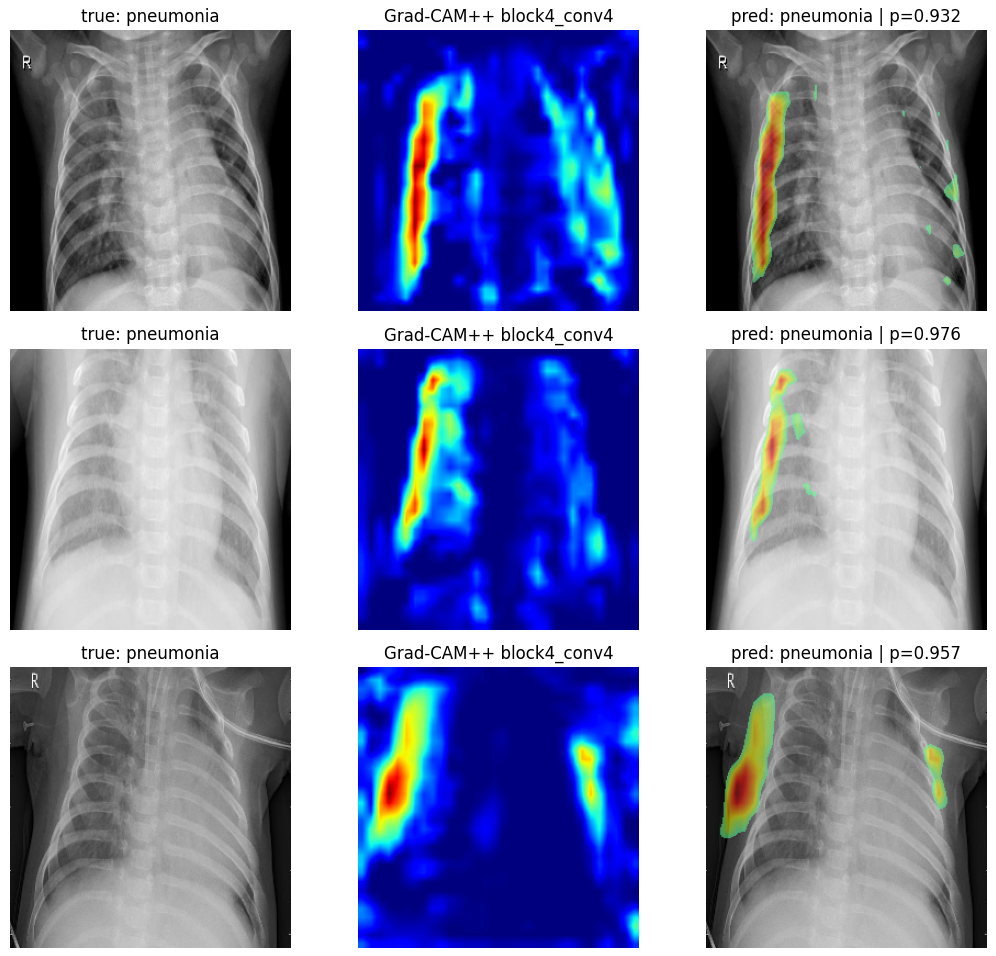 true: pneumonia
Grad-CAM++ block4_conv4
pred: pneumonia | p=0.932
R
R
true: pneumonia
Grad-CAM++ block4_conv4
pred: pneumonia | p=0.976
true: pneumonia
Grad-CAM++ block4_conv4
pred: pneumonia | p=0.957
R
R